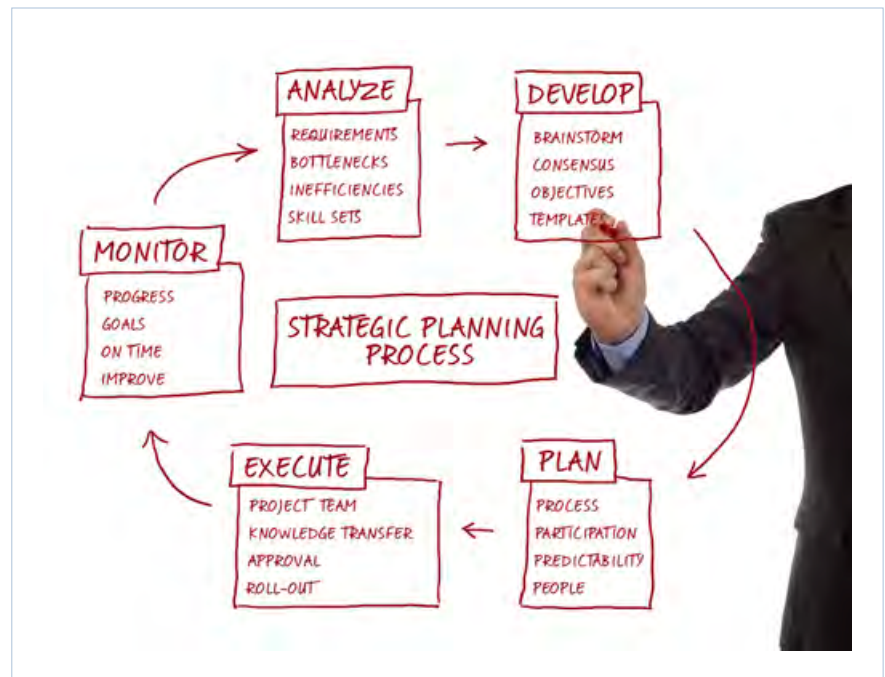 ANALYZE
REQUIREMENTS
BOTTLENECKS
INEFFICIENCIES
SKILL SETS
DEVELOP
BRAINSTORM
CONSENSUS
OBJECTIVES
TEMPLATES
MONITOR
PROGRESS
GOALS
ON TIME
IMPROVE
STRATEGIC PLANNING
PROCESS
EXECUTE
PROJECT TEAM
KNOWLEDGE TRANSFER
APPROVAL
ROLL-OUT
PLAN
PROCESS
PARTICIPATION
PREDICTABILITY
PEOPLE